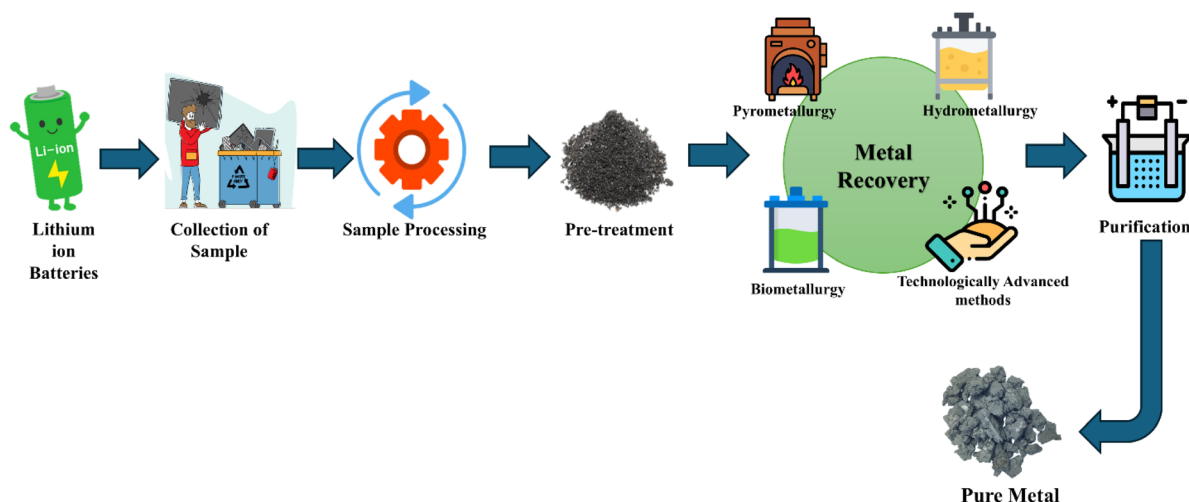 Li-ion
Lithium
ion
Batteries
Collection of
Sample
Sample Processing
Pre-treatment
Pyrometallurgy
Hydrometallurgy
Metal
Recovery
Biometallurgy
Technologically Advanced
methods
+
-
Purification
Pure Metal